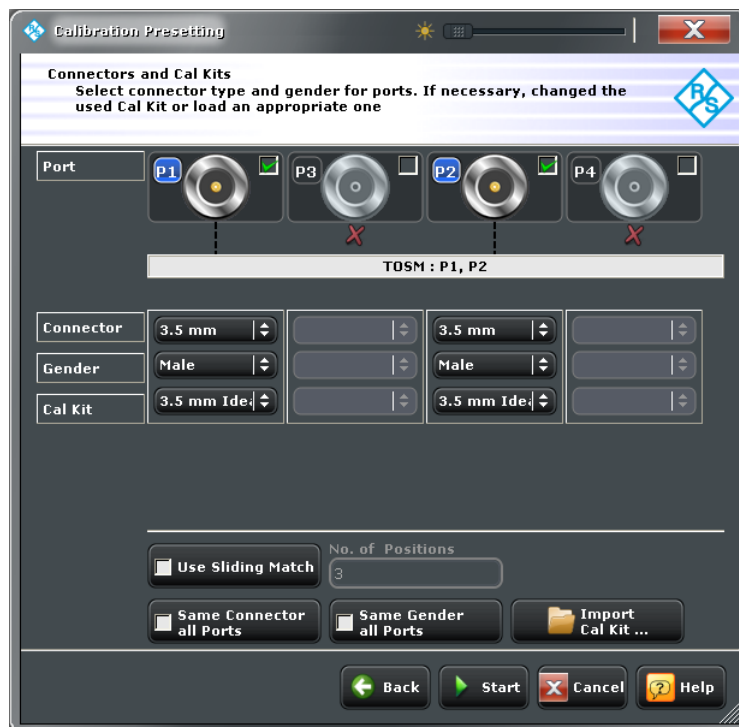 Calibration Presetting
X
Connectors and Cal Kits
Select connector type and gender for ports. If necessary, changed the
used Cal Kit or load an appropriate one
R S
Port
P1
P3
P2
P4
TOSM : P1, P2
Connector
3.5 mm
3.5 mm
Gender
Male
Male
Cal Kit
3.5 mm Ide
3.5 mm Ide
No. of Positions
Use Sliding Match
3
Same Connector
all Ports
Same Gender
all Ports
Import
Cal Kit ...
Back
Start
Cancel
Help